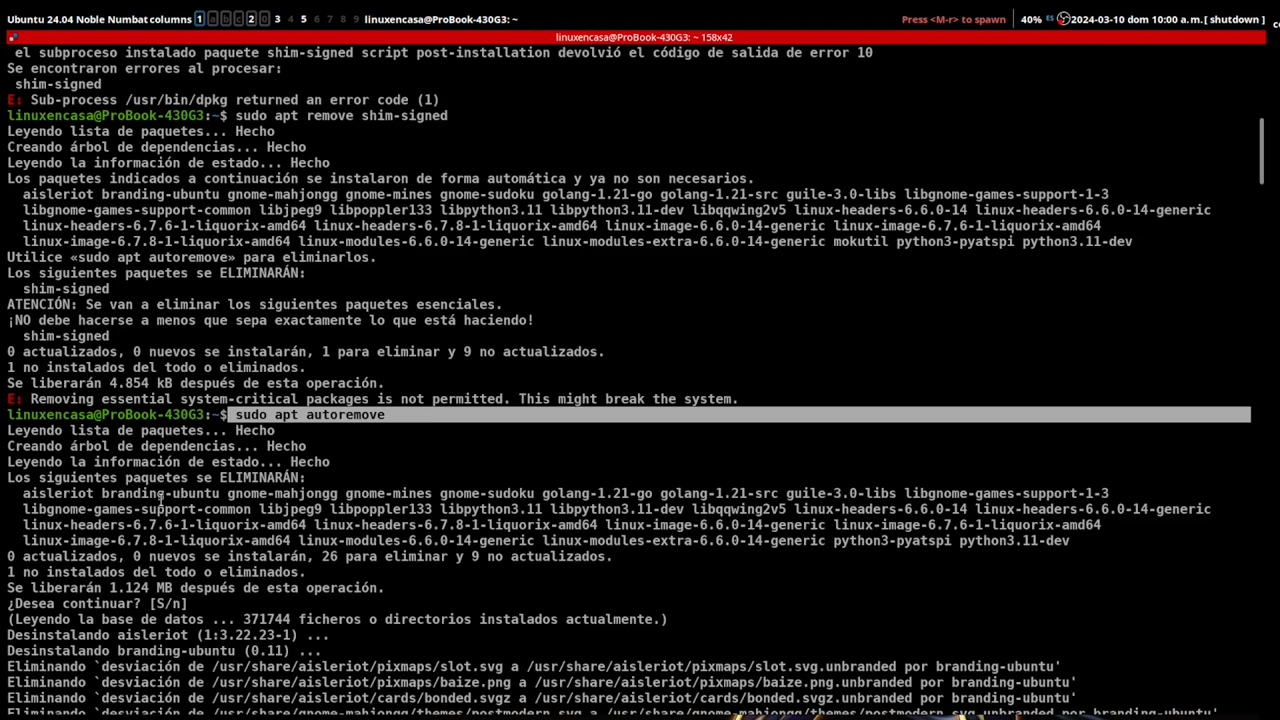 Ubuntu 24.04 Noble Numbat columns 1 a b c 2 d 3 4 5 6 7 8 9 linuxencasa@ProBook-430G3: ~ Press <M-r> to spawn 40% ES 2024-03-10 dom 10:00 a.m.[ shutdown ]
linuxencasa@ProBook-430G3: ~ 158x42
el subproceso instalado paquete shim-signed script post-installation devolvió el código de salida de error 10
Se encontraron errores al procesar:
shim-signed
E: Sub-process /usr/bin/dpkg returned an error code (1)
linuxencasa@ProBook-430G3:~$ sudo apt remove shim-signed
Leyendo lista de paquetes... Hecho
Creando árbol de dependencias... Hecho
Leyendo la información de estado... Hecho
Los paquetes indicados a continuación se instalaron de forma automática y ya no son necesarios.
aisleriot branding-ubuntu gnome-mahjongg gnome-mines gnome-sudoku golang-1.21-go golang-1.21-src guile-3.0-libs libgnome-games-support-1-3
libgnome-games-support-common libjpeg9 libpoppler133 libpython3.11 libpython3.11-dev libqqwing2v5 linux-headers-6.6.0-14 linux-headers-6.6.0-14-generic
linux-headers-6.7.6-1-liquorix-amd64 linux-headers-6.7.8-1-liquorix-amd64 linux-image-6.6.0-14-generic linux-image-6.7.6-1-liquorix-amd64
linux-image-6.7.8-1-liquorix-amd64 linux-modules-6.6.0-14-generic linux-modules-extra-6.6.0-14-generic mokutil python3-pyatspi python3.11-dev
Utilice «sudo apt autoremove» para eliminarlos.
Los siguientes paquetes se ELIMINARÁN:
shim-signed
ATENCIÓN: Se van a eliminar los siguientes paquetes esenciales.
¡NO debe hacerse a menos que sepa exactamente lo que está haciendo!
shim-signed
0 actualizados, 0 nuevos se instalarán, 1 para eliminar y 9 no actualizados.
1 no instalados del todo o eliminados.
Se liberarán 4.854 kB después de esta operación.
E: Removing essential system-critical packages is not permitted. This might break the system.
linuxencasa@ProBook-430G3:~$ sudo apt autoremove
Leyendo lista de paquetes... Hecho
Creando árbol de dependencias... Hecho
Leyendo la información de estado... Hecho
Los siguientes paquetes se ELIMINARÁN:
aisleriot branding-ubuntu gnome-mahjongg gnome-mines gnome-sudoku golang-1.21-go golang-1.21-src guile-3.0-libs libgnome-games-support-1-3
libgnome-games-support-common libjpeg9 libpoppler133 libpython3.11 libpython3.11-dev libqqwing2v5 linux-headers-6.6.0-14 linux-headers-6.6.0-14-generic
linux-headers-6.7.6-1-liquorix-amd64 linux-headers-6.7.8-1-liquorix-amd64 linux-image-6.6.0-14-generic linux-image-6.7.6-1-liquorix-amd64
linux-image-6.7.8-1-liquorix-amd64 linux-modules-6.6.0-14-generic linux-modules-extra-6.6.0-14-generic python3-pyatspi python3.11-dev
0 actualizados, 0 nuevos se instalarán, 26 para eliminar y 9 no actualizados.
1 no instalados del todo o eliminados.
Se liberarán 1.124 MB después de esta operación.
¿Desea continuar? [S/n]
(Leyendo la base de datos ... 371744 ficheros o directorios instalados actualmente.)
Desinstalando aisleriot (1:3.22.23-1) ...
Desinstalando branding-ubuntu (0.11) ...
Eliminando `desviación de /usr/share/aisleriot/pixmaps/slot.svg a /usr/share/aisleriot/pixmaps/slot.svg.unbranded por branding-ubuntu'
Eliminando `desviación de /usr/share/aisleriot/pixmaps/baize.png a /usr/share/aisleriot/pixmaps/baize.png.unbranded por branding-ubuntu'
Eliminando `desviación de /usr/share/aisleriot/cards/bonded.svgz a /usr/share/aisleriot/cards/bonded.svgz.unbranded por branding-ubuntu'
Eliminando `desviación de /usr/share/gnome-mahjongg/themes/postmodern.svg a /usr/share/gnome-mahjongg/themes/postmodern.svg.unbranded por branding-ubuntu'